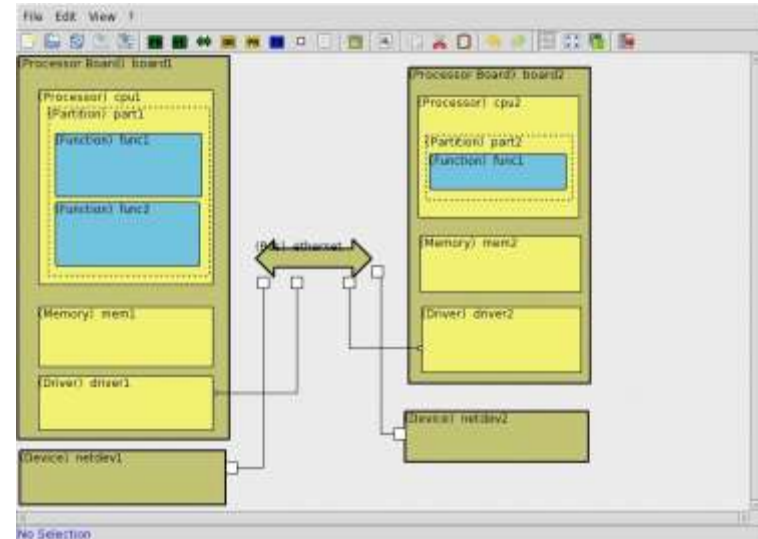 File Edit View ?
(Processor Board) board1
(Processor) cpu1
(Partition) part1
(Function) func1
(Function) func2
(Memory) mem1
(Driver) driver1
(Device) netdev1
(Bus) ethernet
(Processor Board) board2
(Processor) cpu2
(Partition) part2
(Function) func1
(Memory) mem2
(Driver) driver2
(Device) netdev2
No Selection